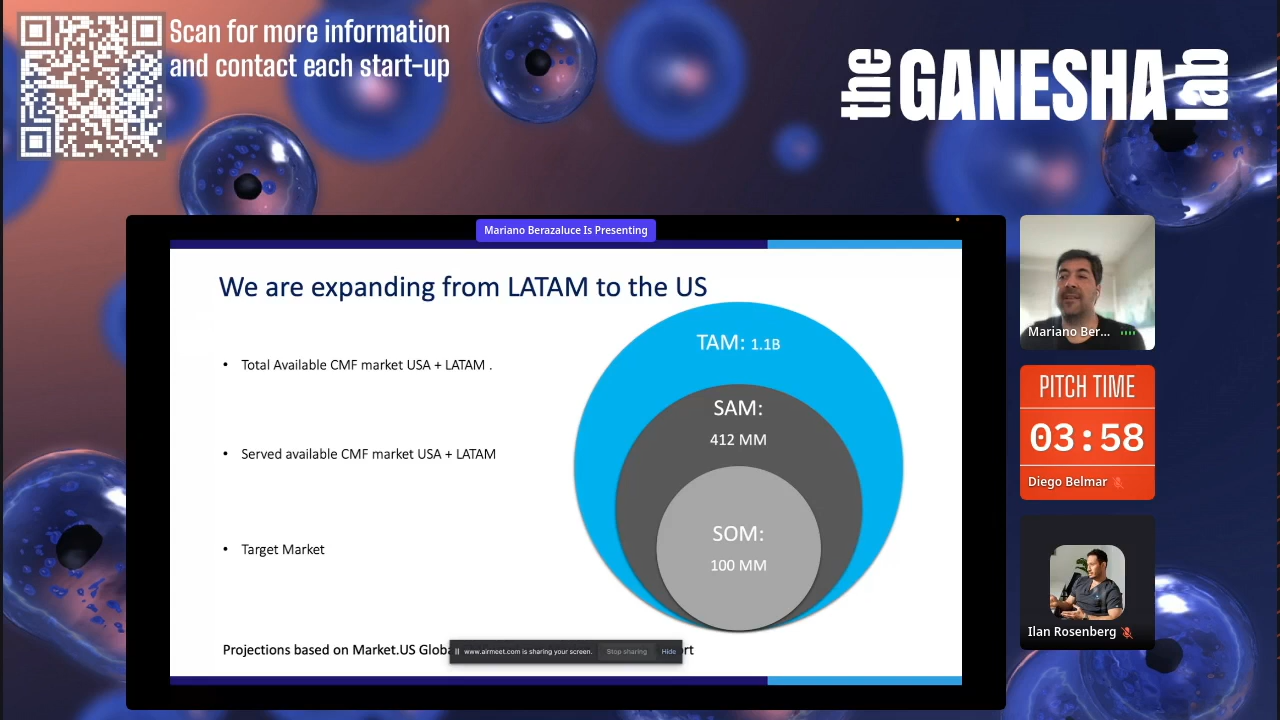 Scan for more information
and contact each start-up
the GANESHA lab
Mariano Berazaluce Is Presenting
We are expanding from LATAM to the US
• Total Available CMF market USA + LATAM .
• Served available CMF market USA + LATAM
• Target Market
TAM: 1.1B
SAM:
412 MM
SOM:
100 MM
Projections based on Market.US Globa
rt
www.airmeet.com is sharing your screen. Stop sharing Hide
Mariano Ber...
PITCH TIME
03:58
Diego Belmar
Ilan Rosenberg